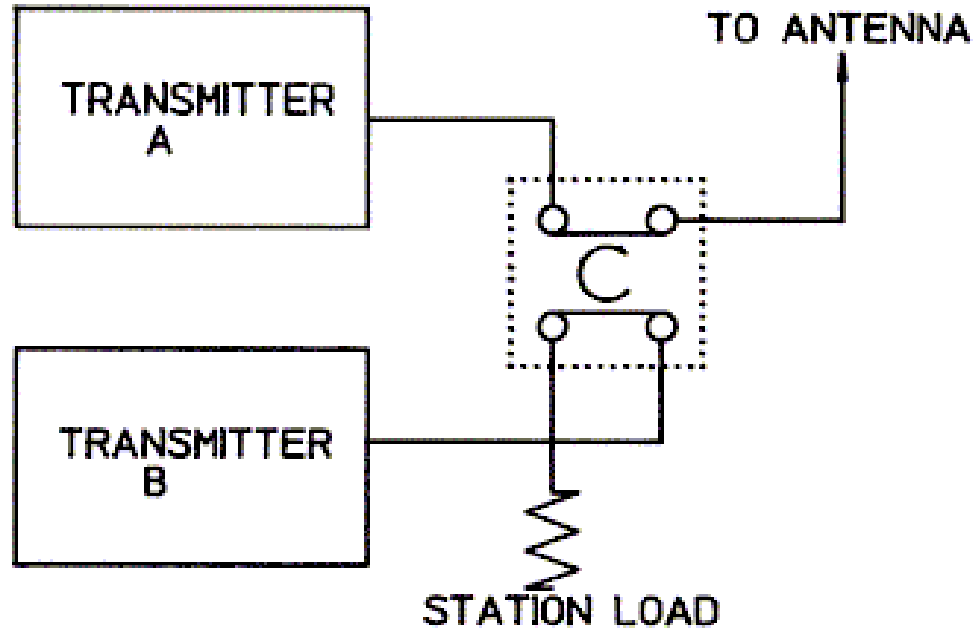 TO ANTENNA
TRANSMITTER
A
C
TRANSMITTER
B
STATION LOAD